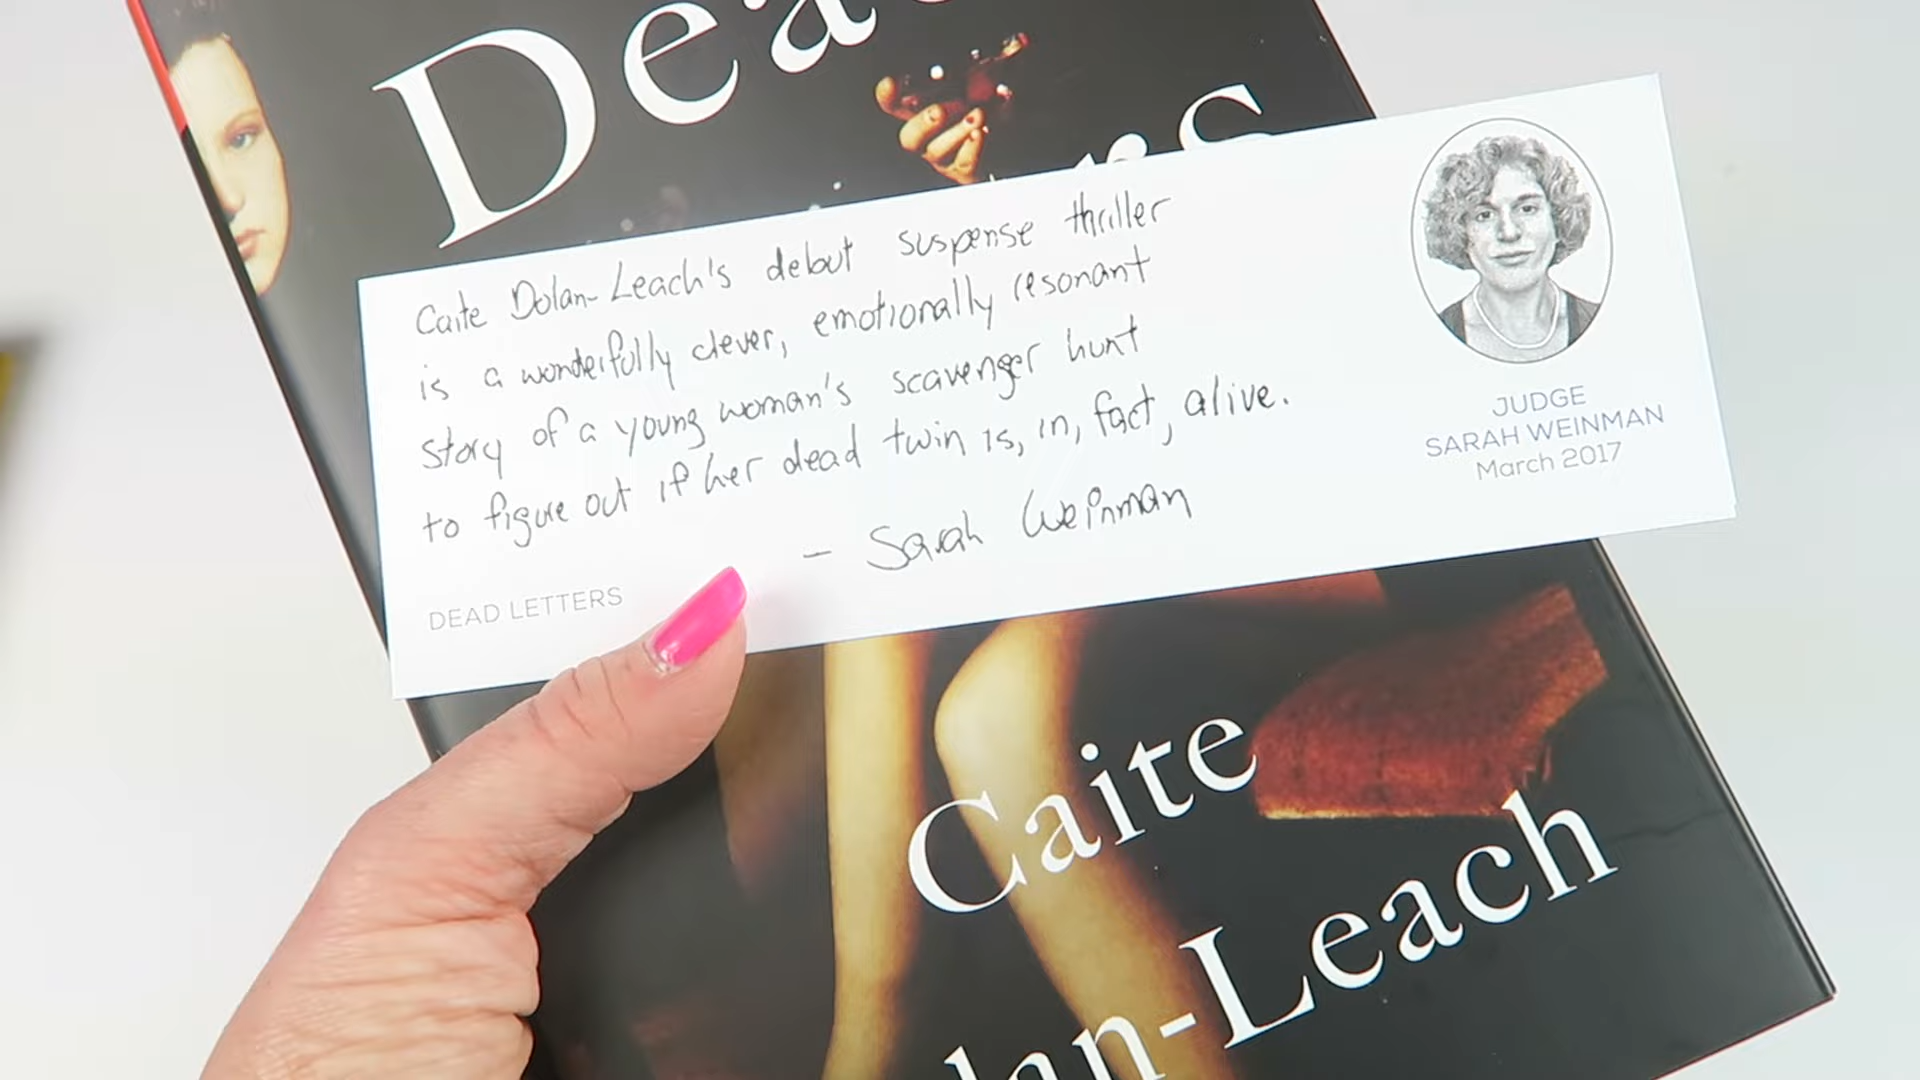 Dea
rs
Caite Dolan-Leach's debut suspense thriller
is a wonderfully clever, emotionally resonant
story of a young woman's scavenger hunt
to figure out if her dead twin is, in, fact, alive.
– Sarah Weinman
DEAD LETTERS
JUDGE
SARAH WEINMAN
March 2017
Caite
lan-Leach